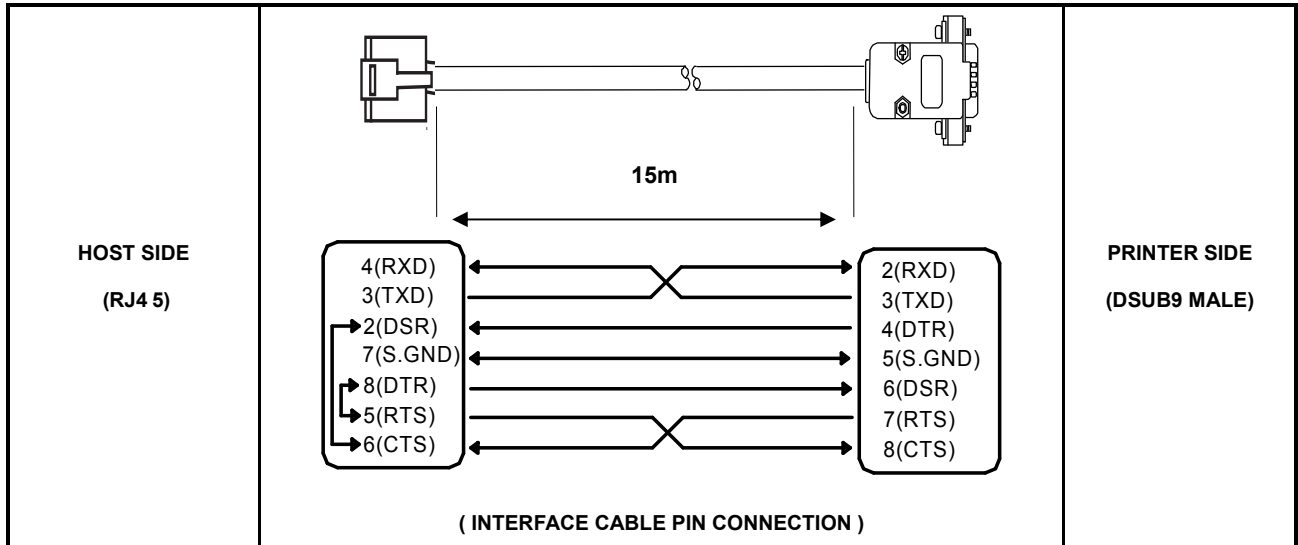 15m
HOST SIDE
(RJ4 5)
4(RXD)
3(TXD)
2(DSR)
7(S.GND)
8(DTR)
5(RTS)
6(CTS)
2(RXD)
3(TXD)
4(DTR)
5(S.GND)
6(DSR)
7(RTS)
8(CTS)
PRINTER SIDE
(DSUB9 MALE)
( INTERFACE CABLE PIN CONNECTION )